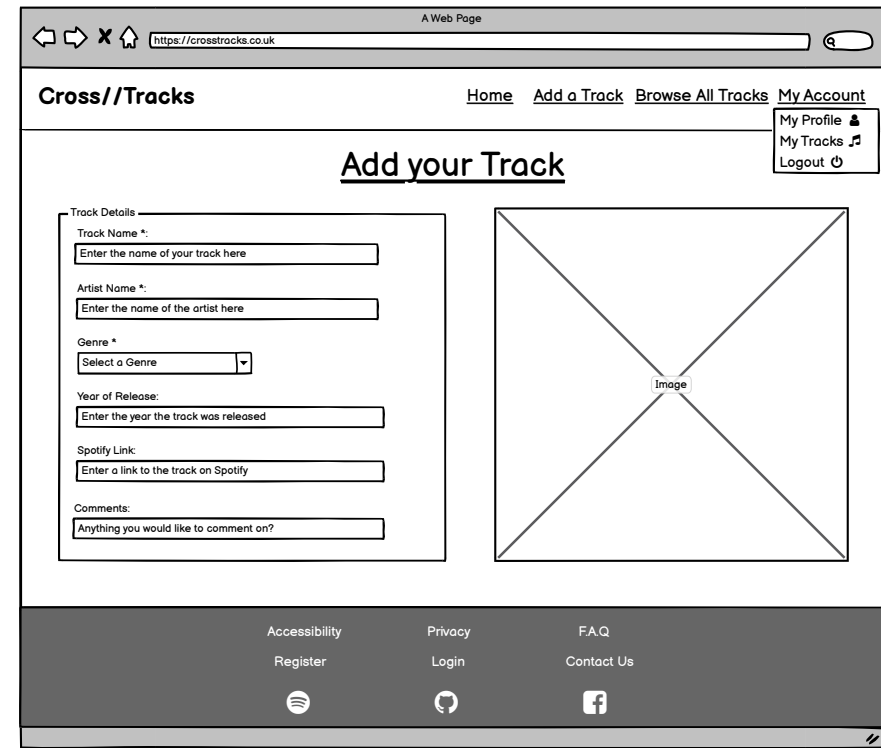 A Web Page
https://crosstracks.co.uk
Cross//Tracks
Home Add a Track Browse All Tracks My Account
My Profile
My Tracks
Logout
Add your Track
Track Details
Track Name *:
Enter the name of your track here
Artist Name *:
Enter the name of the artist here
Genre *
Select a Genre
Year of Release:
Enter the year the track was released
Spotify Link:
Enter a link to the track on Spotify
Comments:
Anything you would like to comment on?
Image
Accessibility Privacy F.A.Q
Register Login Contact Us